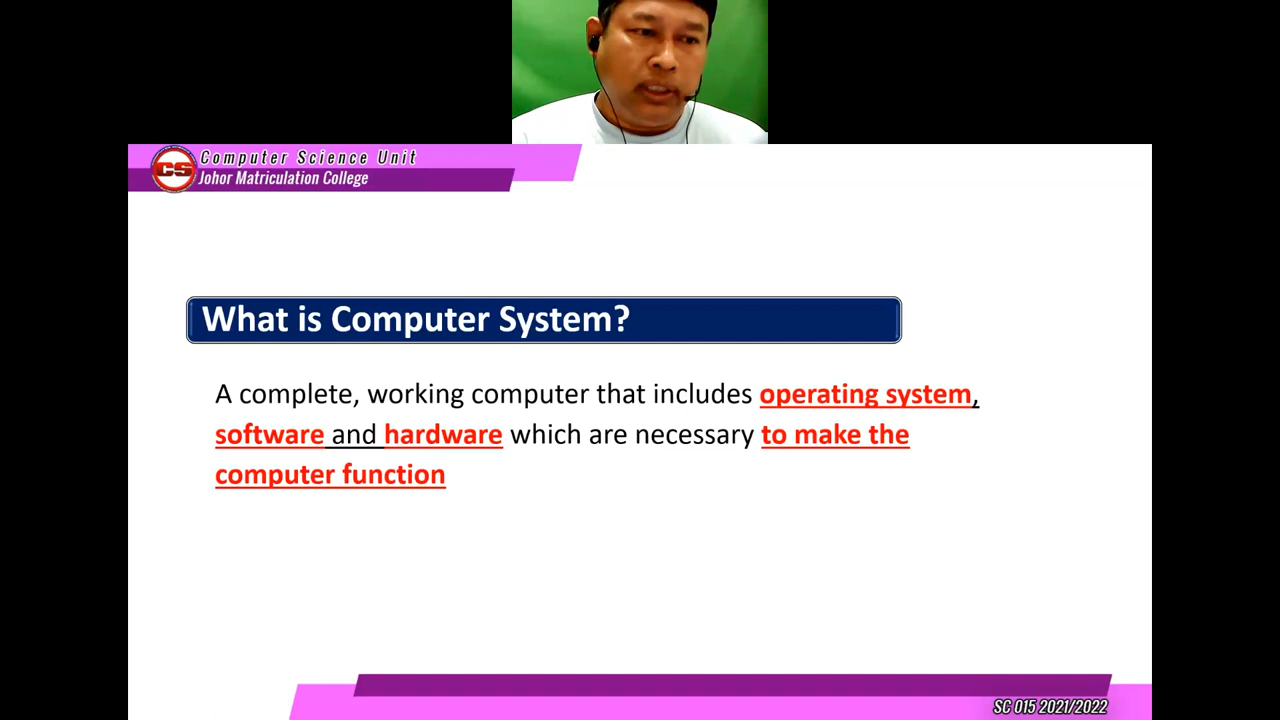 Computer Science Unit
CS
Johor Matriculation College
What is Computer System?
A complete, working computer that includes operating system,
software and hardware which are necessary to make the
computer function
SC 015 2021/2022